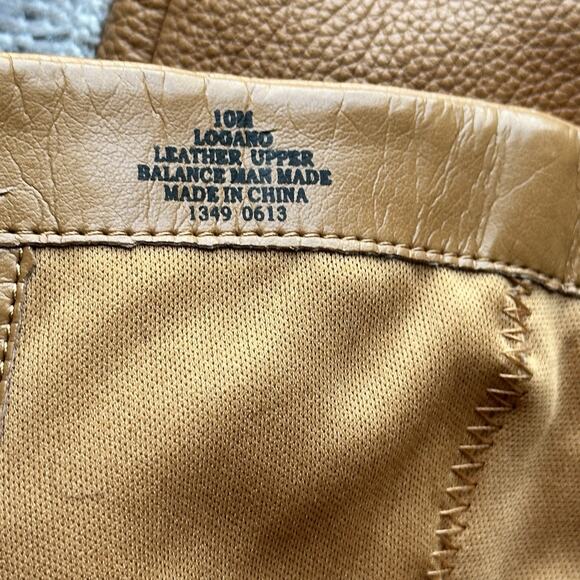 10M
LOGANO
LEATHER UPPER
BALANCE MAN MADE
MADE IN CHINA
1349 0613